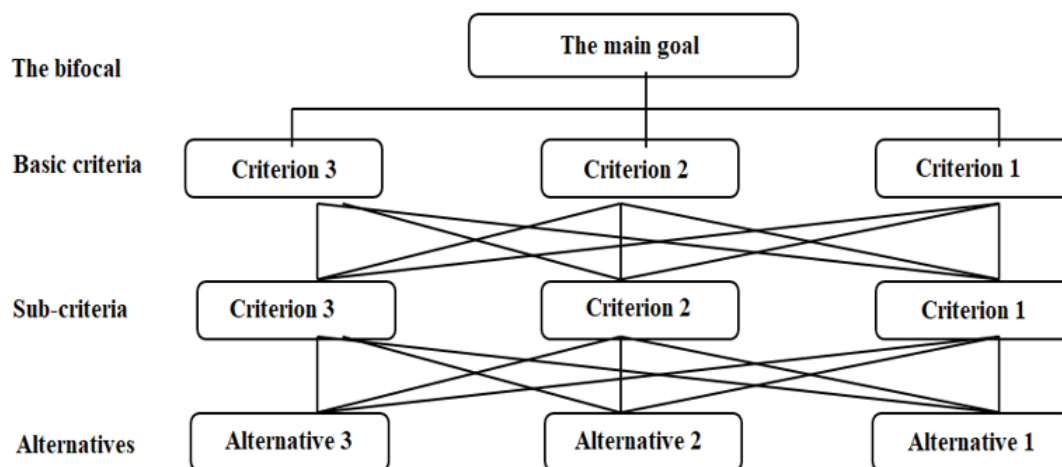 The main goal
The bifocal
Basic criteria
Criterion 3
Criterion 2
Criterion 1
Sub-criteria
Criterion 3
Criterion 2
Criterion 1
Alternatives
Alternative 3
Alternative 2
Alternative 1